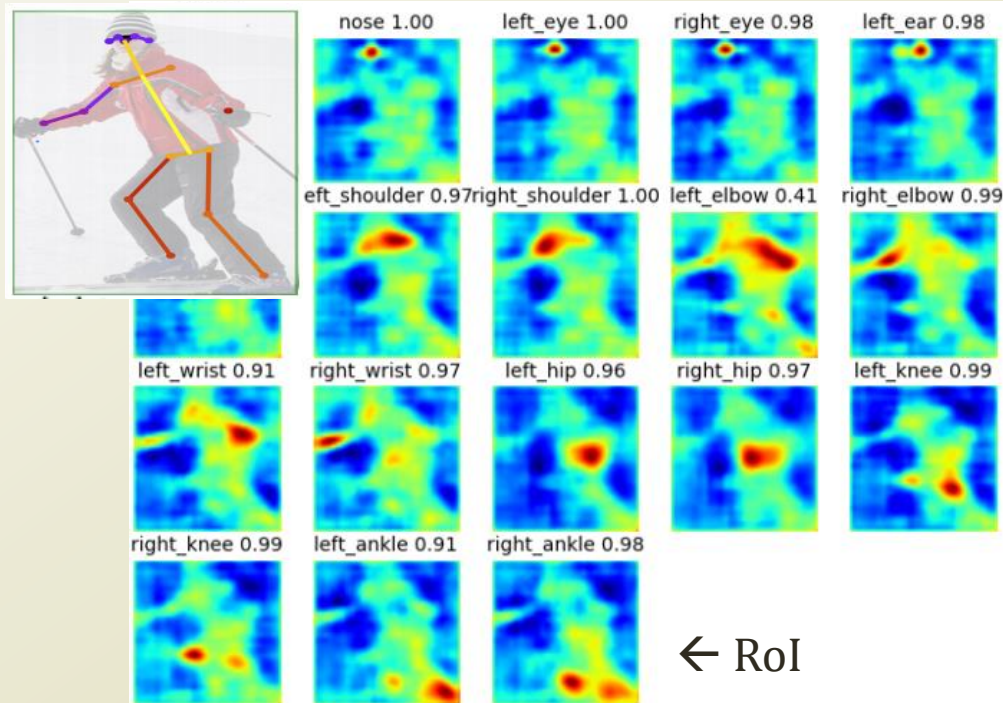 nose 1.00 left_eye 1.00 right_eye 0.98 left_ear 0.98
eft_shoulder 0.97 right_shoulder 1.00 left_elbow 0.41 right_elbow 0.99
left_wrist 0.91 right_wrist 0.97 left_hip 0.96 right_hip 0.97 left_knee 0.99
right_knee 0.99 left_ankle 0.91 right_ankle 0.98
← RoI